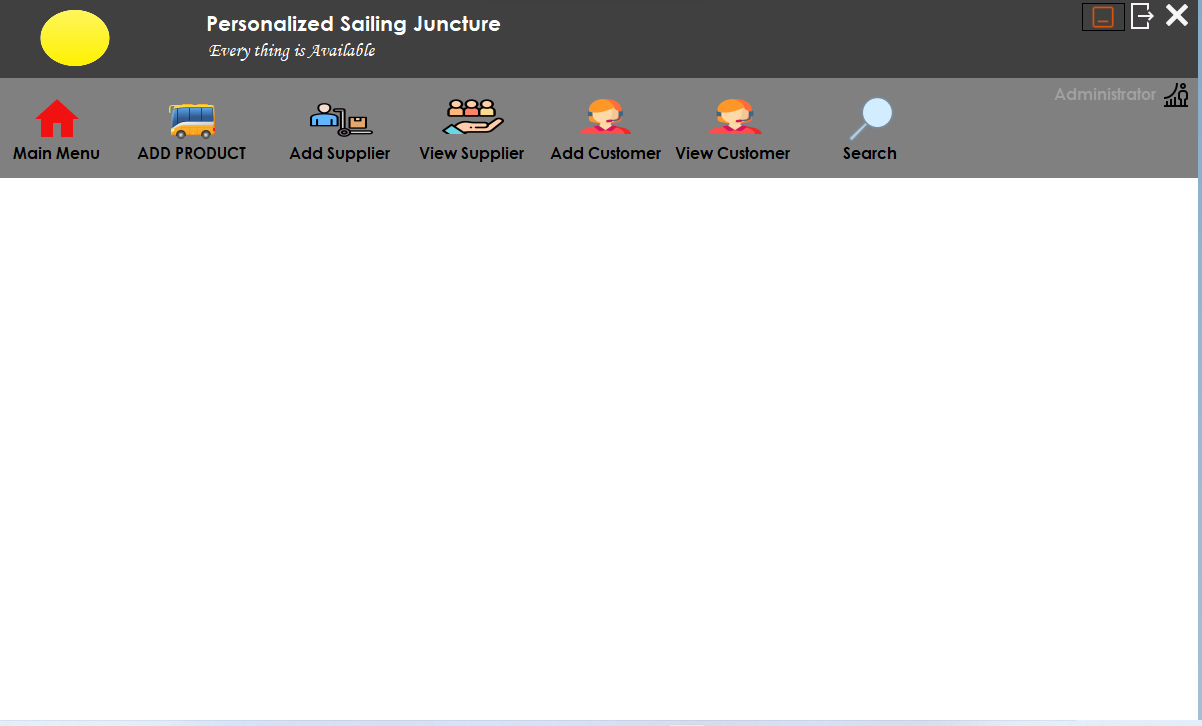 Personalized Sailing Juncture
Every thing is Available
Administrator
Main Menu
ADD PRODUCT
Add Supplier
View Supplier
Add Customer
View Customer
Search